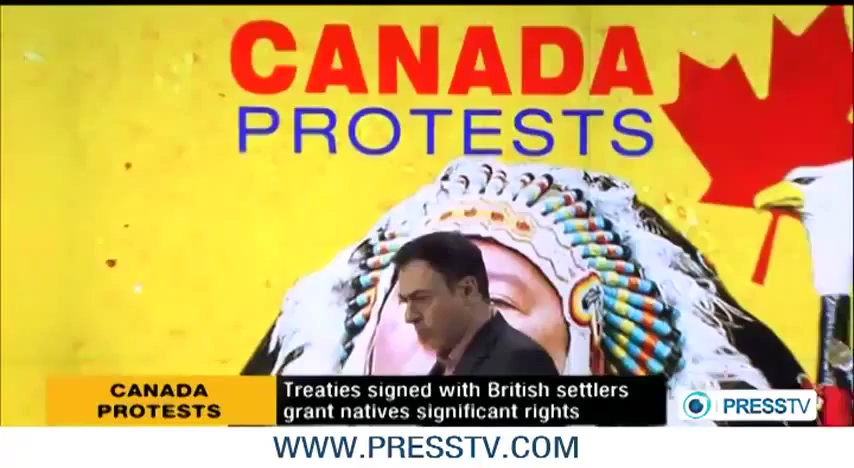 CANADA
PROTESTS
CANADA
PROTESTS
Treaties signed with British settlers
grant natives significant rights
PRESSTV
WWW.PRESSTV.COM